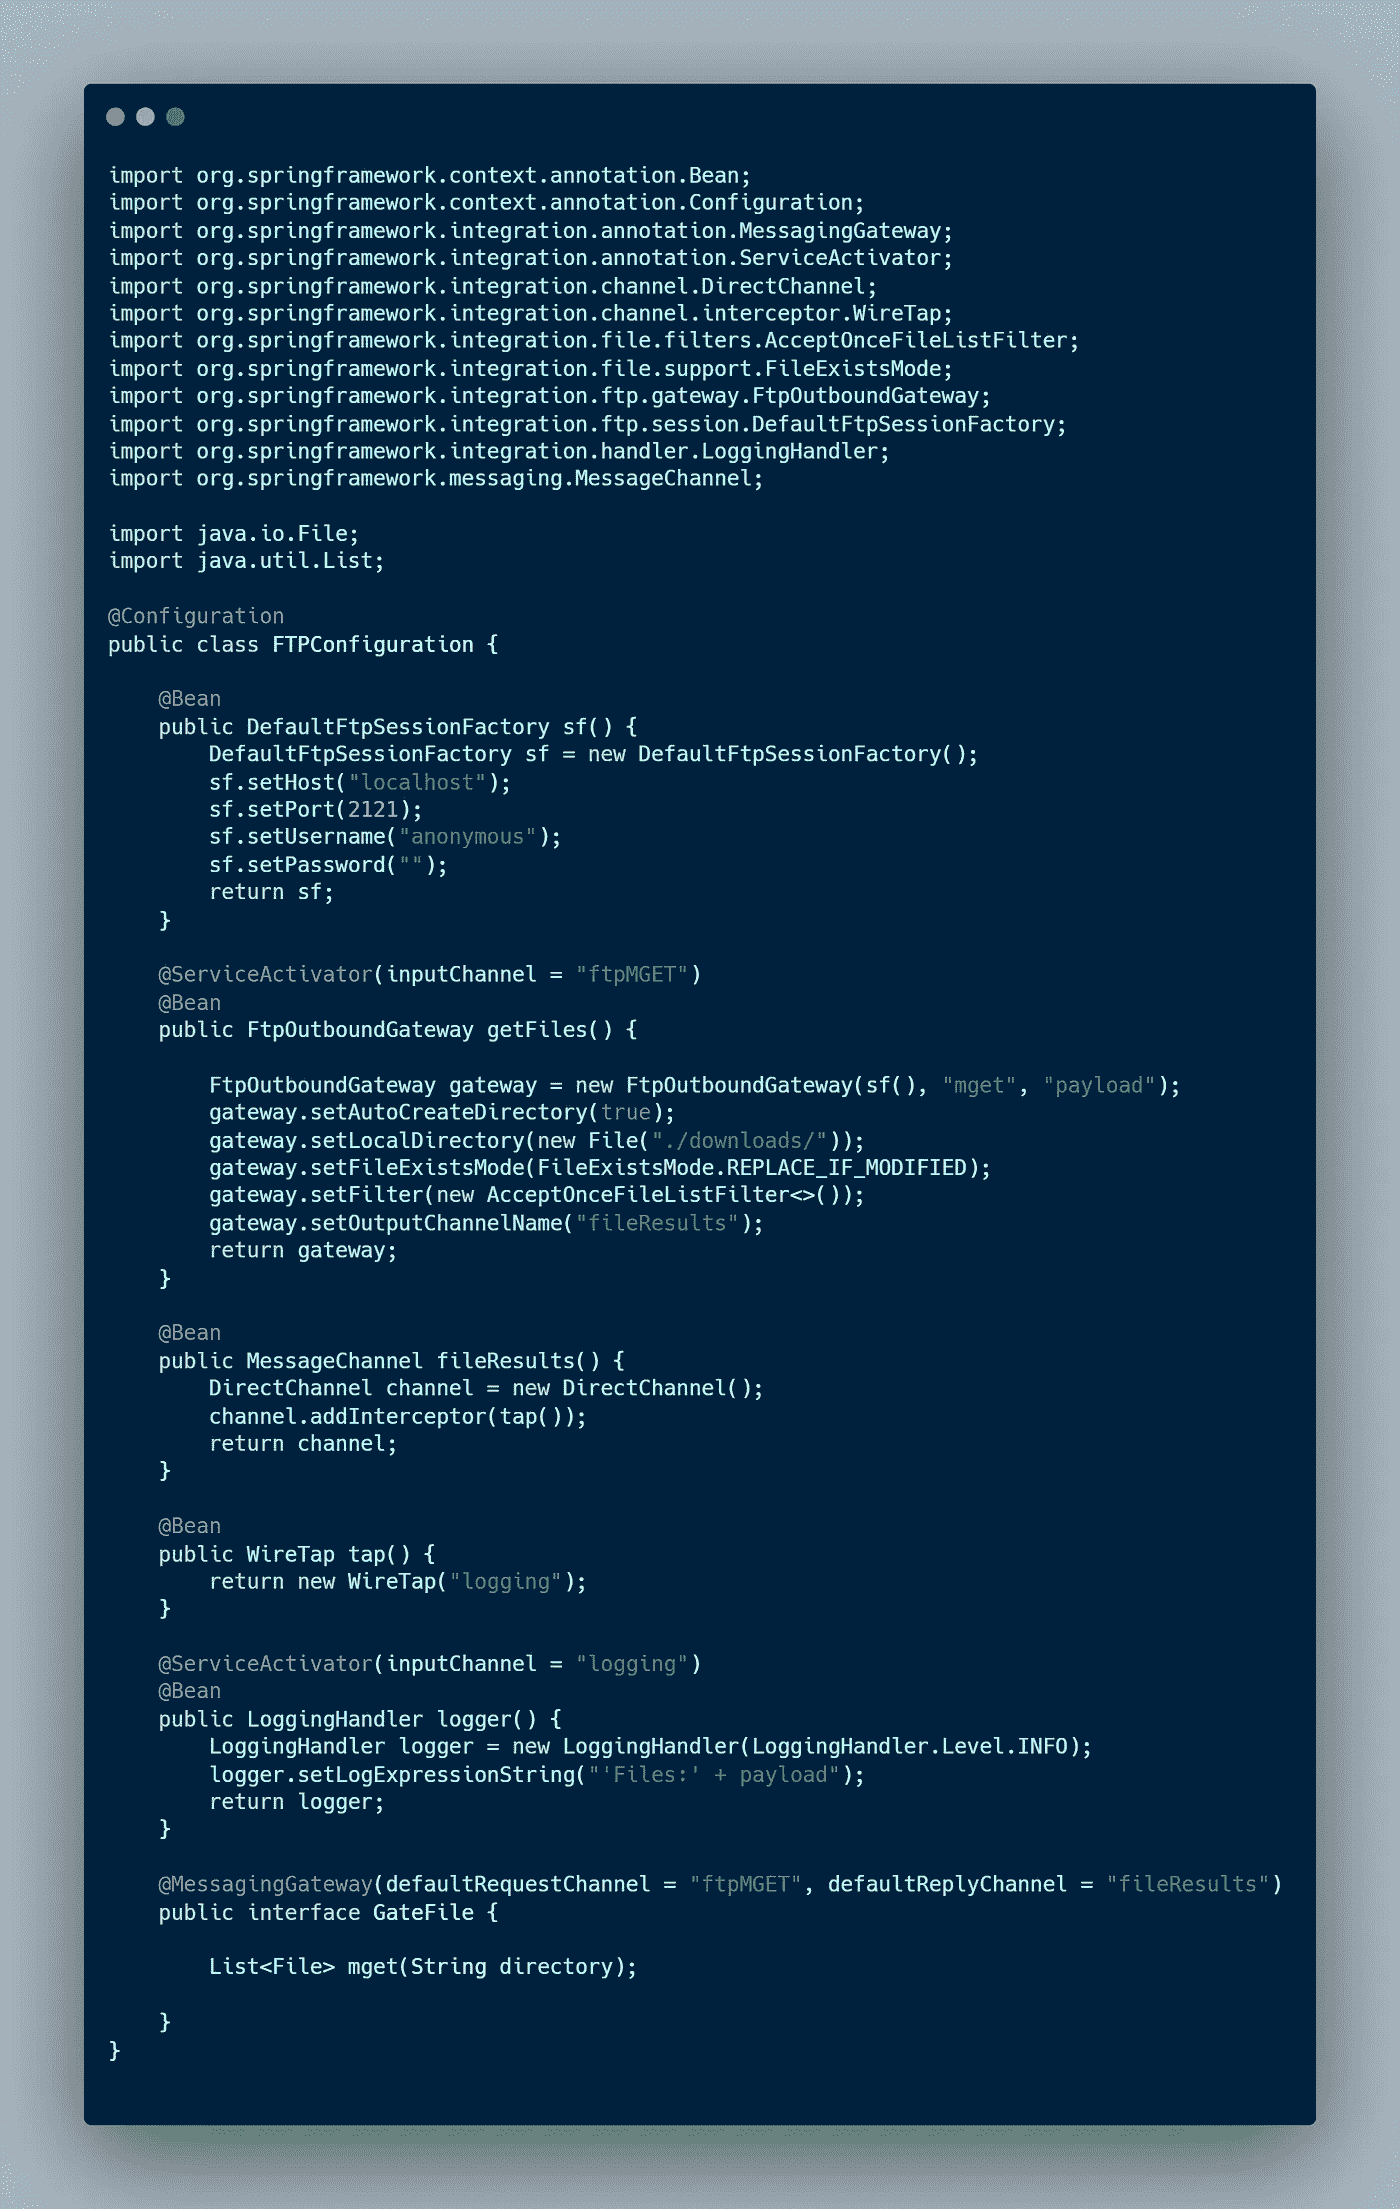 import org.springframework.context.annotation.Bean;
import org.springframework.context.annotation.Configuration;
import org.springframework.integration.annotation.MessagingGateway;
import org.springframework.integration.annotation.ServiceActivator;
import org.springframework.integration.channel.DirectChannel;
import org.springframework.integration.channel.interceptor.WireTap;
import org.springframework.integration.file.filters.AcceptOnceFileListFilter;
import org.springframework.integration.file.support.FileExistsMode;
import org.springframework.integration.ftp.gateway.FtpOutboundGateway;
import org.springframework.integration.ftp.session.DefaultFtpSessionFactory;
import org.springframework.integration.handler.LoggingHandler;
import org.springframework.messaging.MessageChannel;

import java.io.File;
import java.util.List;

@Configuration
public class FTPConfiguration {

    @Bean
    public DefaultFtpSessionFactory sf() {
        DefaultFtpSessionFactory sf = new DefaultFtpSessionFactory();
        sf.setHost("localhost");
        sf.setPort(2121);
        sf.setUsername("anonymous");
        sf.setPassword("");
        return sf;
    }

    @ServiceActivator(inputChannel = "ftpMGET")
    @Bean
    public FtpOutboundGateway getFiles() {

        FtpOutboundGateway gateway = new FtpOutboundGateway(sf(), "mget", "payload");
        gateway.setAutoCreateDirectory(true);
        gateway.setLocalDirectory(new File("./downloads/"));
        gateway.setFileExistsMode(FileExistsMode.REPLACE_IF_MODIFIED);
        gateway.setFilter(new AcceptOnceFileListFilter<>());
        gateway.setOutputChannelName("fileResults");
        return gateway;
    }

    @Bean
    public MessageChannel fileResults() {
        DirectChannel channel = new DirectChannel();
        channel.addInterceptor(tap());
        return channel;
    }

    @Bean
    public WireTap tap() {
        return new WireTap("logging");
    }

    @ServiceActivator(inputChannel = "logging")
    @Bean
    public LoggingHandler logger() {
        LoggingHandler logger = new LoggingHandler(LoggingHandler.Level.INFO);
        logger.setLogExpressionString("'Files:' + payload");
        return logger;
    }

    @MessagingGateway(defaultRequestChannel = "ftpMGET", defaultReplyChannel = "fileResults")
    public interface GateFile {

        List<File> mget(String directory);

    }
}